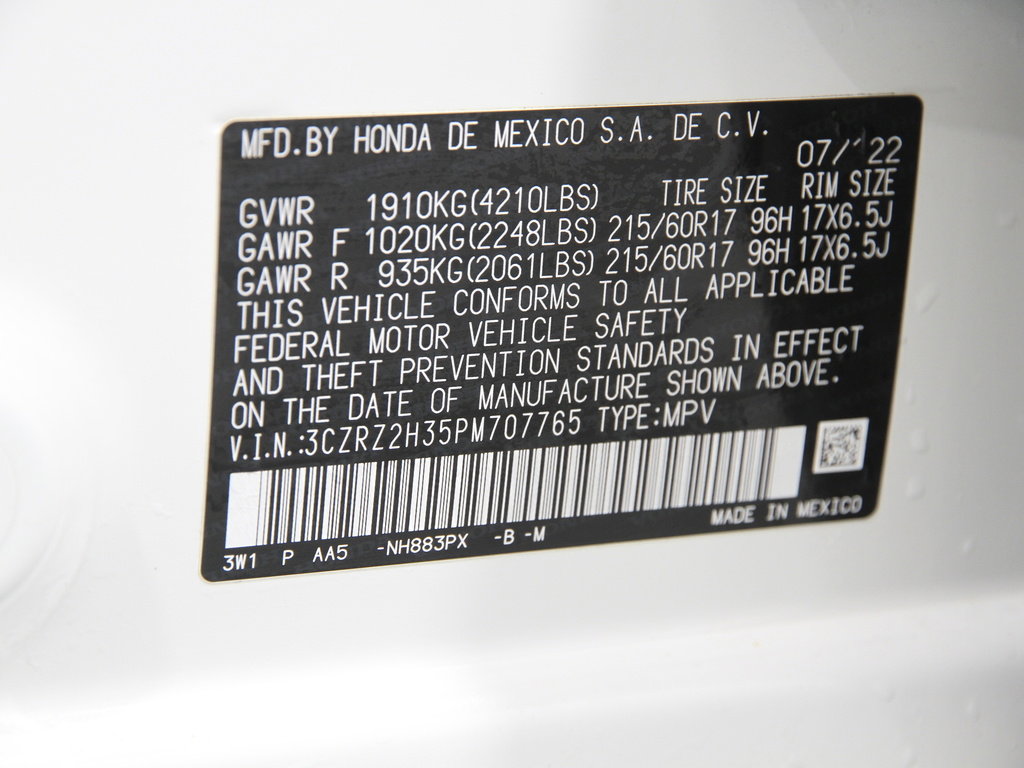 MFD.BY HONDA DE MEXICO S.A. DE C.V.
07/'22
GVWR 1910KG(4210LBS) TIRE SIZE RIM SIZE
GAWR F 1020KG(2248LBS) 215/60R17 96H 17X6.5J
GAWR R 935KG(2061LBS) 215/60R17 96H 17X6.5J
THIS VEHICLE CONFORMS TO ALL APPLICABLE
FEDERAL MOTOR VEHICLE SAFETY
AND THEFT PREVENTION STANDARDS IN EFFECT
ON THE DATE OF MANUFACTURE SHOWN ABOVE.
V.I.N.:3CZRZ2H35PM707765 TYPE:MPV
MADE IN MEXICO
3W1 P AA5 -NH883PX -B -M